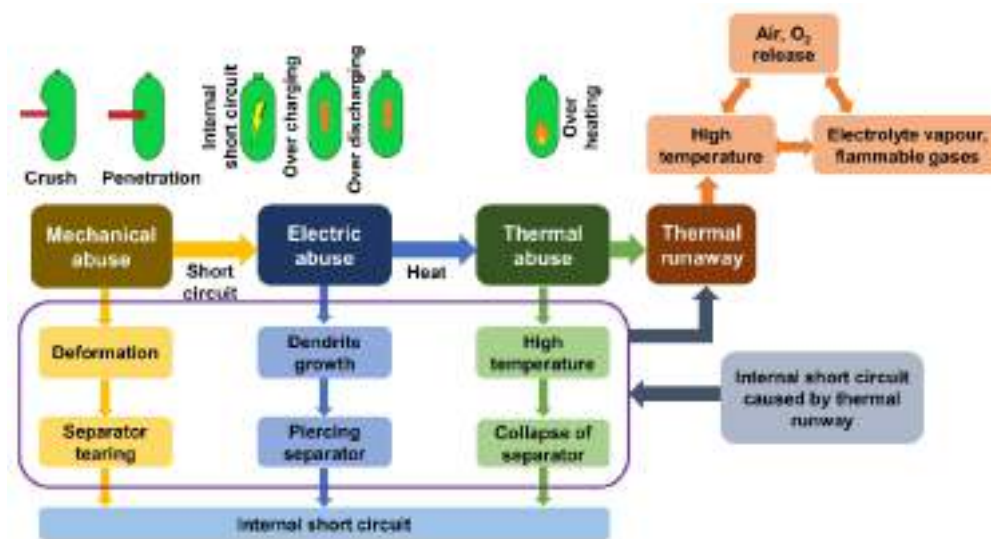 Air, O2
release
Internal
short circuit
Over charging
Over discharging
Over
heating
High
temperature
Electrolyte vapour,
flammable gases
Crush
Penetration
Mechanical
abuse
Electric
abuse
Thermal
abuse
Thermal
runaway
Short
circuit
Heat
Deformation
Dendrite
growth
High
temperature
Internal short circuit
caused by thermal
runway
Separator
tearing
Piercing
separator
Collapse of
separator
Internal short circuit